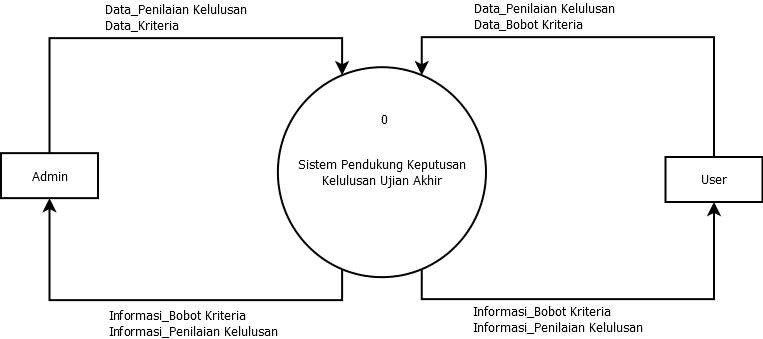 Data_Penilaian Kelulusan
Data_Kriteria
Data_Penilaian Kelulusan
Data_Bobot Kriteria
0
Sistem Pendukung Keputusan
Kelulusan Ujian Akhir
Admin
User
Informasi_Bobot Kriteria
Informasi_Penilaian Kelulusan
Informasi_Bobot Kriteria
Informasi_Penilaian Kelulusan